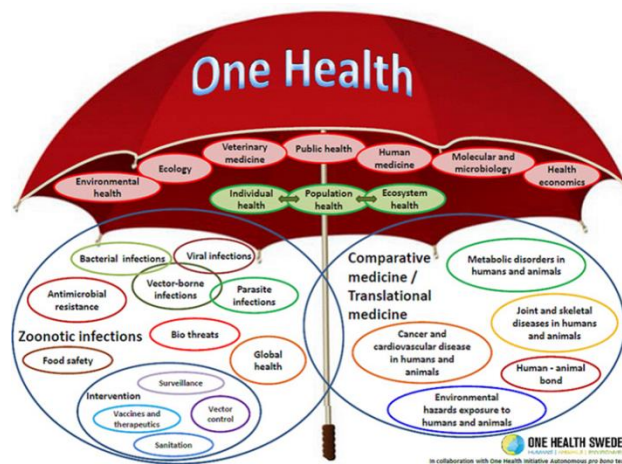 One Health
Environmental
health
Ecology
Veterinary
medicine
Public health
Human
medicine
Molecular and
microbiology
Health
economics
Individual
health
Population
health
Ecosystem
health
Bacterial infections
Viral infections
Vector-borne
infections
Parasite
infections
Antimicrobial
resistance
Zoonotic infections
Bio threats
Food safety
Global
health
Intervention
Surveillance
Vaccines and
therapeutics
Vector
control
Sanitation
Comparative
medicine /
Translational
medicine
Metabolic disorders in
humans and animals
Joint and skeletal
diseases in humans
and animals
Cancer and
cardiovascular disease
in humans and
animals
Human - animal
bond
Environmental
hazards exposure to
humans and animals
ONE HEALTH SWEDE
In collaboration with One Health Initiative Autonomous pro bono te